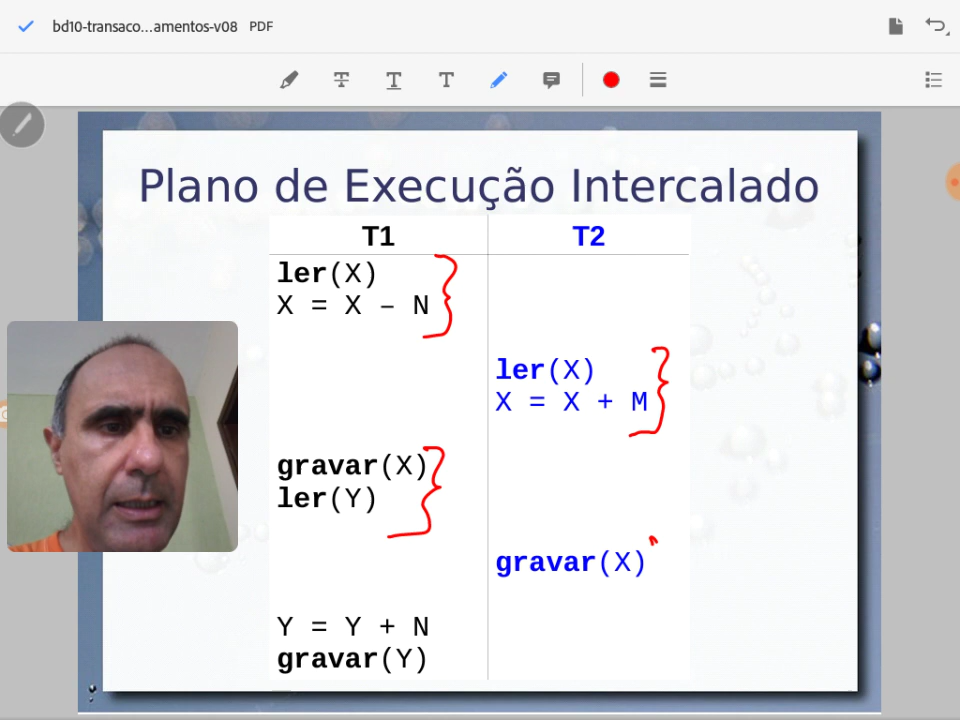 bd10-transaco...amentos-v08 PDF
Plano de Execução Intercalado
T1 T2
ler(X)
X = X – N
ler(X)
X = X + M
gravar(X)
ler(Y)
gravar(X)
Y = Y + N
gravar(Y)